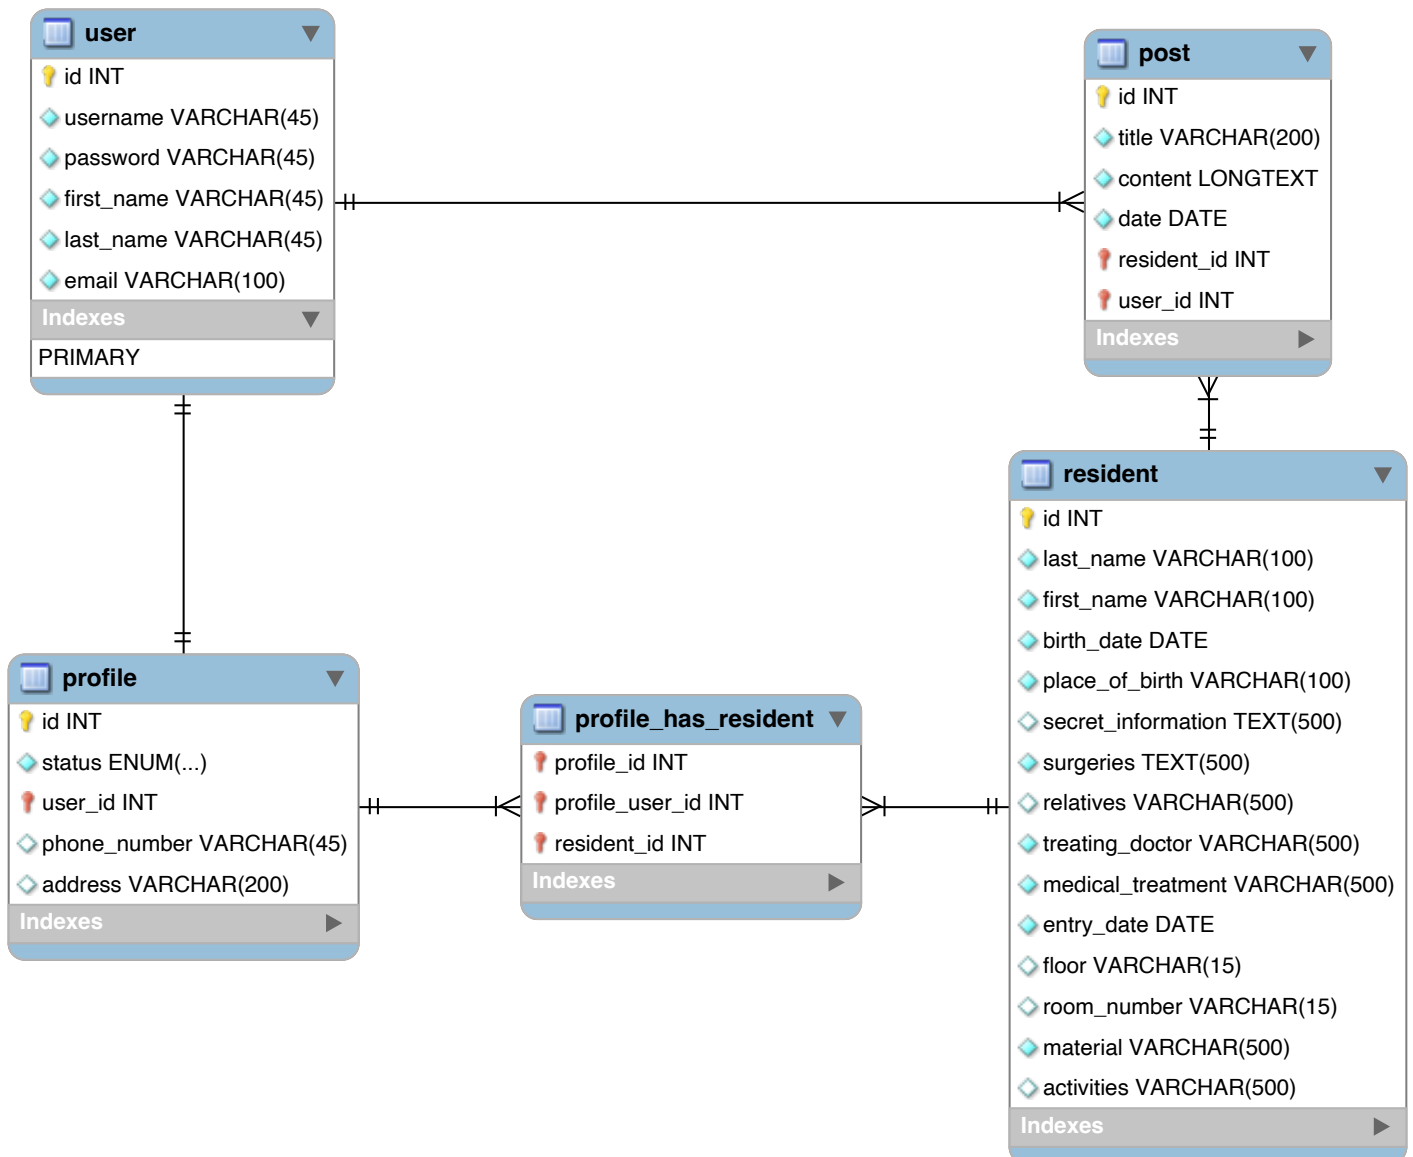 user
id INT
username VARCHAR(45)
password VARCHAR(45)
first_name VARCHAR(45)
last_name VARCHAR(45)
email VARCHAR(100)
Indexes
PRIMARY
post
id INT
title VARCHAR(200)
content LONGTEXT
date DATE
resident_id INT
user_id INT
Indexes
profile
id INT
status ENUM(...)
user_id INT
phone_number VARCHAR(45)
address VARCHAR(200)
Indexes
profile_has_resident
profile_id INT
profile_user_id INT
resident_id INT
Indexes
resident
id INT
last_name VARCHAR(100)
first_name VARCHAR(100)
birth_date DATE
place_of_birth VARCHAR(100)
secret_information TEXT(500)
surgeries TEXT(500)
relatives VARCHAR(500)
treating_doctor VARCHAR(500)
medical_treatment VARCHAR(500)
entry_date DATE
floor VARCHAR(15)
room_number VARCHAR(15)
material VARCHAR(500)
activities VARCHAR(500)
Indexes